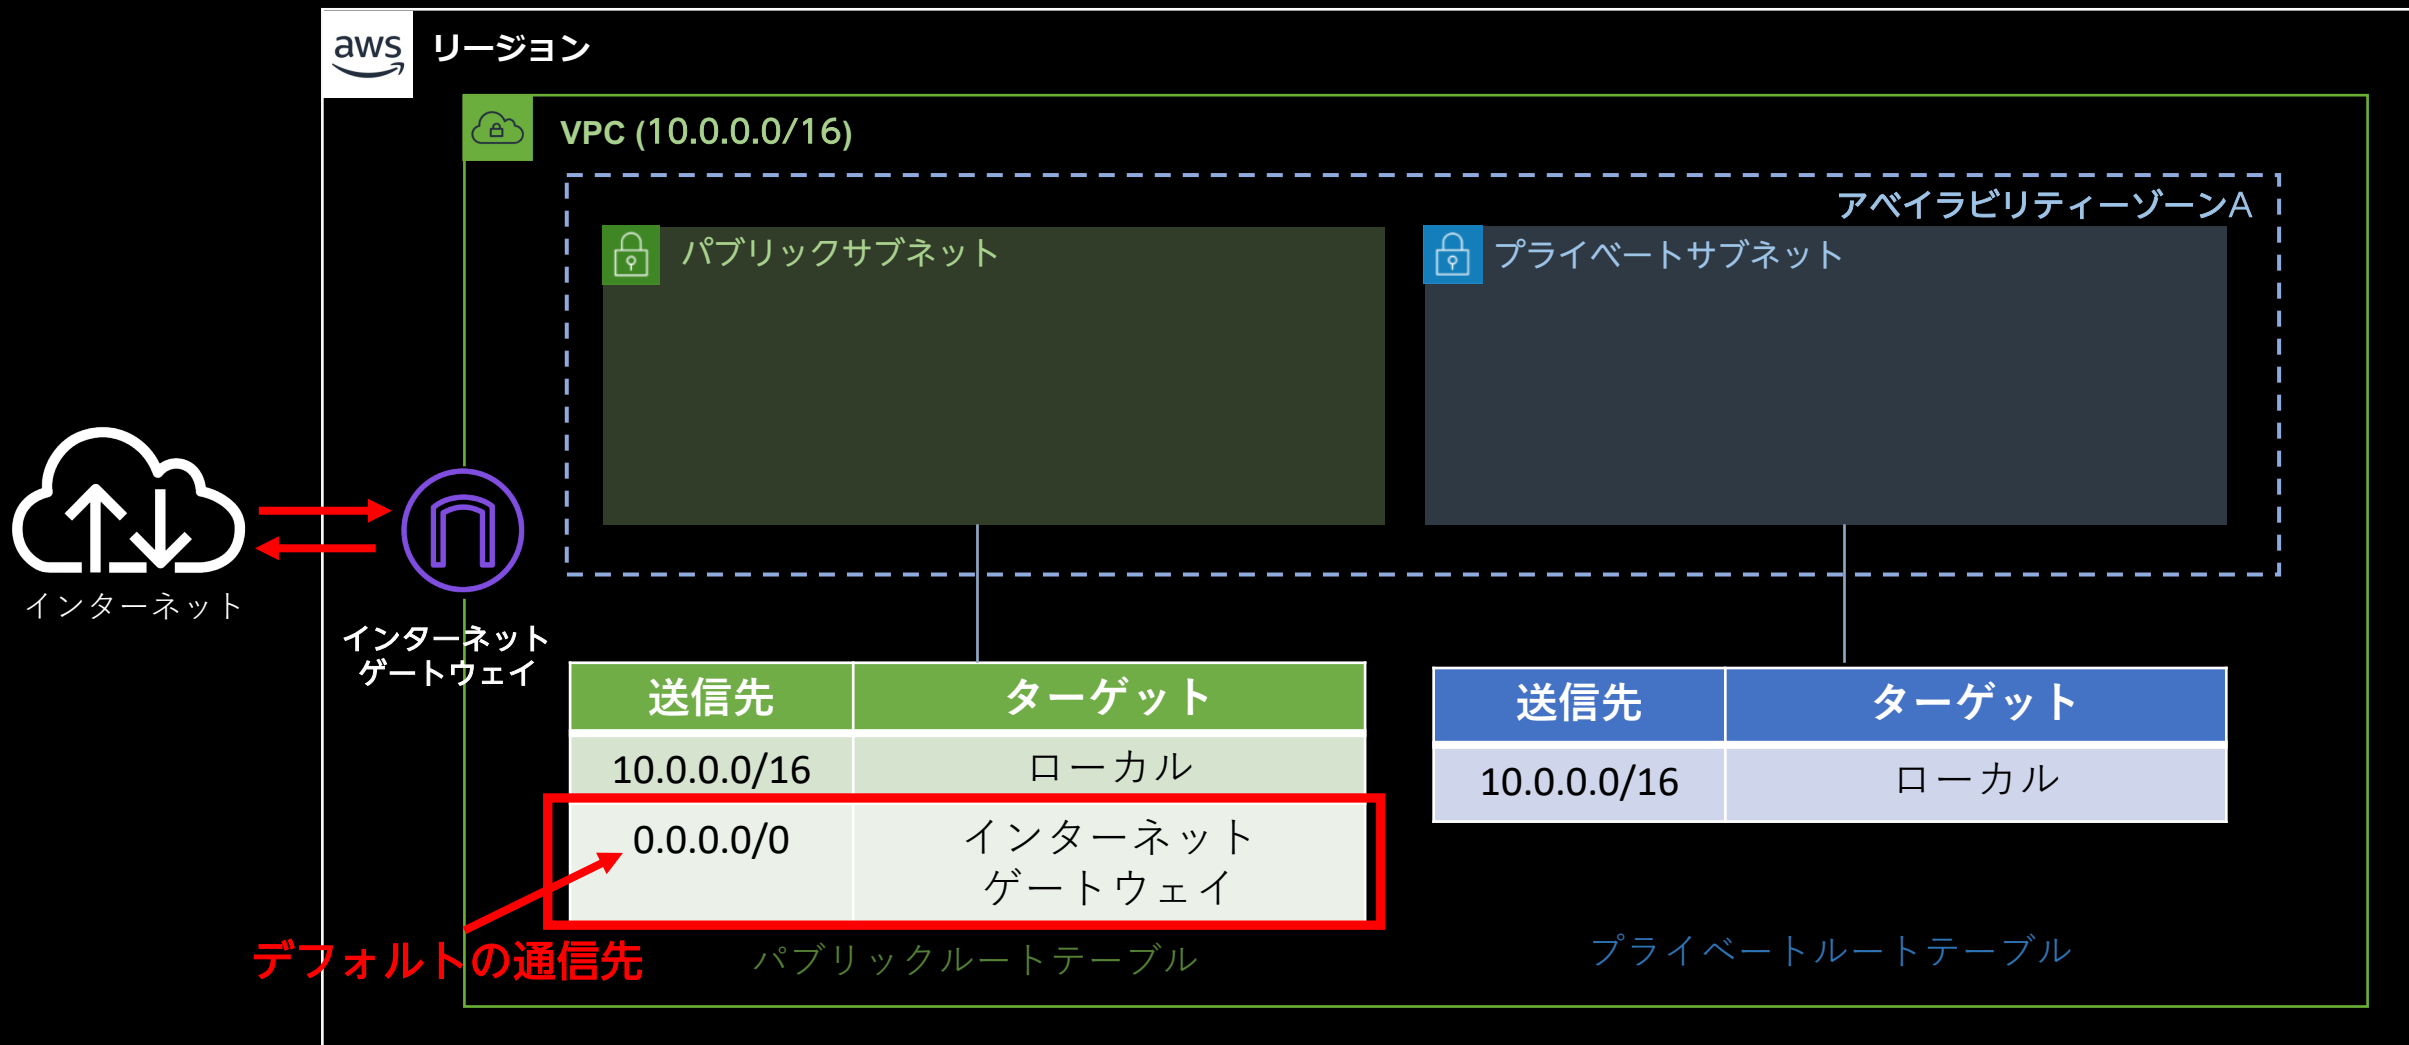 aws
リージョン
VPC (10.0.0.0/16)
アベイラビリティーゾーンA
パブリックサブネット
プライベートサブネット
インターネット
インターネット
ゲートウェイ
送信先 ターゲット
10.0.0.0/16 ローカル
0.0.0.0/0 インターネット
ゲートウェイ
デフォルトの通信先
パブリックルートテーブル
送信先 ターゲット
10.0.0.0/16 ローカル
プライベートルートテーブル